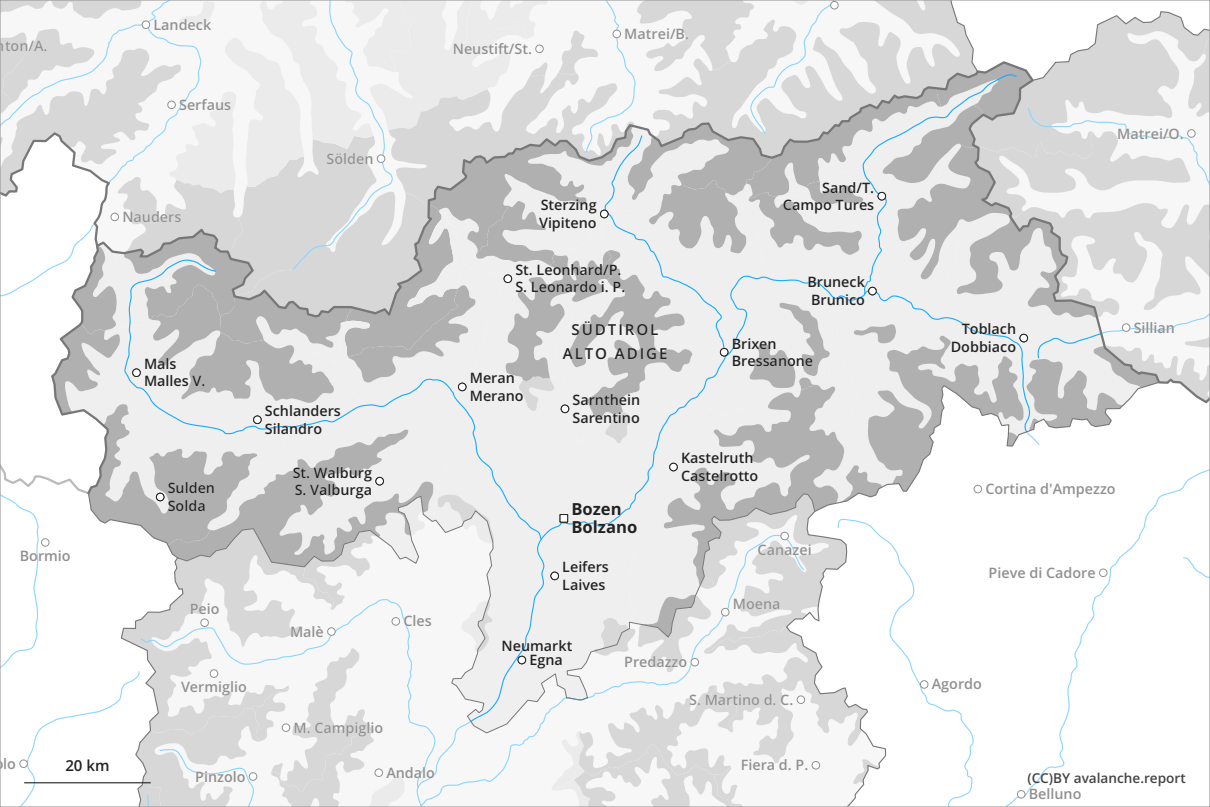 Landeck
nton/A.
Neustift/St.
Matrei/B.
Serfaus
Sölden
Matrei/O.
Nauders
Sand/T.
Campo Tures
Sterzing
Vipiteno
St. Leonhard/P.
S. Leonardo i. P.
Bruneck
Brunico
SÜDTIROL
ALTO ADIGE
Toblach
Dobbiaco
Sillian
Brixen
Bressanone
Mals
Malles V.
Meran
Merano
Schlanders
Silandro
Sarnthein
Sarentino
St. Walburg
S. Valburga
Kastelruth
Castelrotto
Sulden
Solda
Cortina d'Ampezzo
Bozen
Bolzano
Bormio
Canazei
Leifers
Laives
Pieve di Cadore
Peio
Moena
Malè
Cles
Neumarkt
Egna
Predazzo
Vermiglio
Agordo
S. Martino d. C.
M. Campiglio
olo
20 km
Pinzolo
Andalo
Fiera d. P.
(CC)BY avalanche.report
Belluno